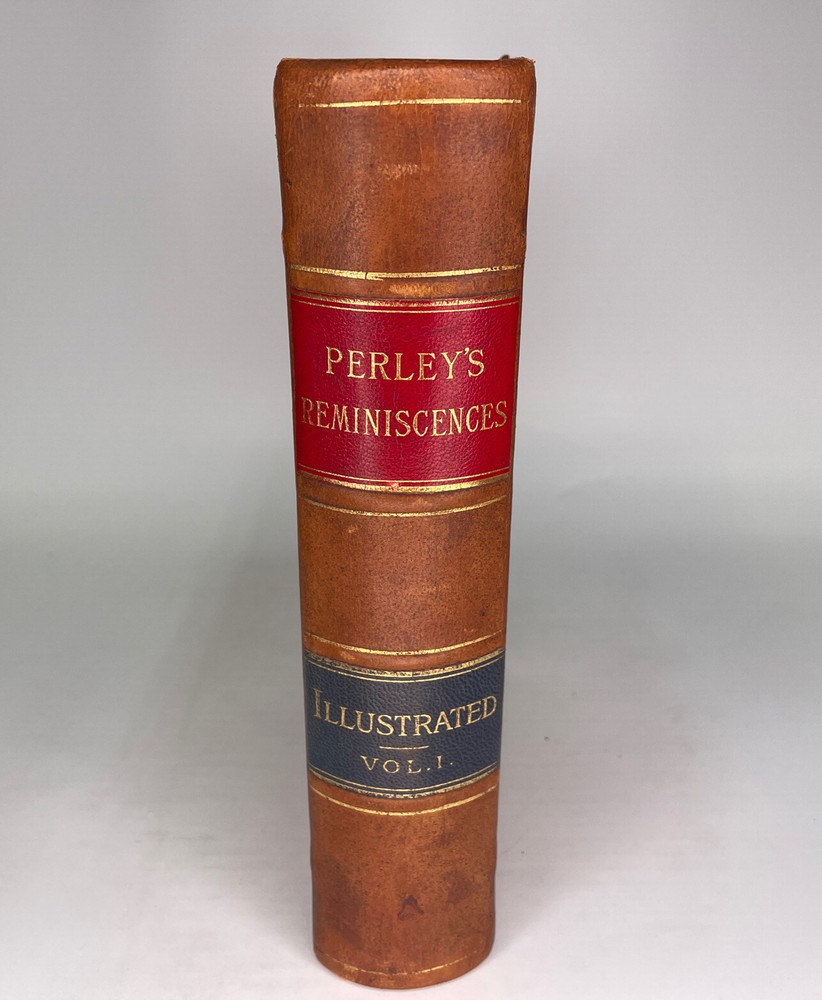 PERLEY'S
REMINISCENCES
ILLUSTRATED
VOL. I.